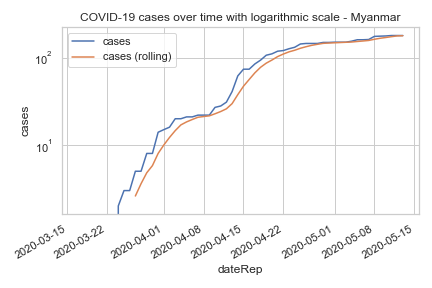 COVID-19 cases over time with logarithmic scale - Myanmar
cases
cases (rolling)
10²
10¹
cases
2020-03-15
2020-03-22
2020-04-01
2020-04-08
2020-04-15
2020-04-22
2020-05-01
2020-05-08
2020-05-15
dateRep